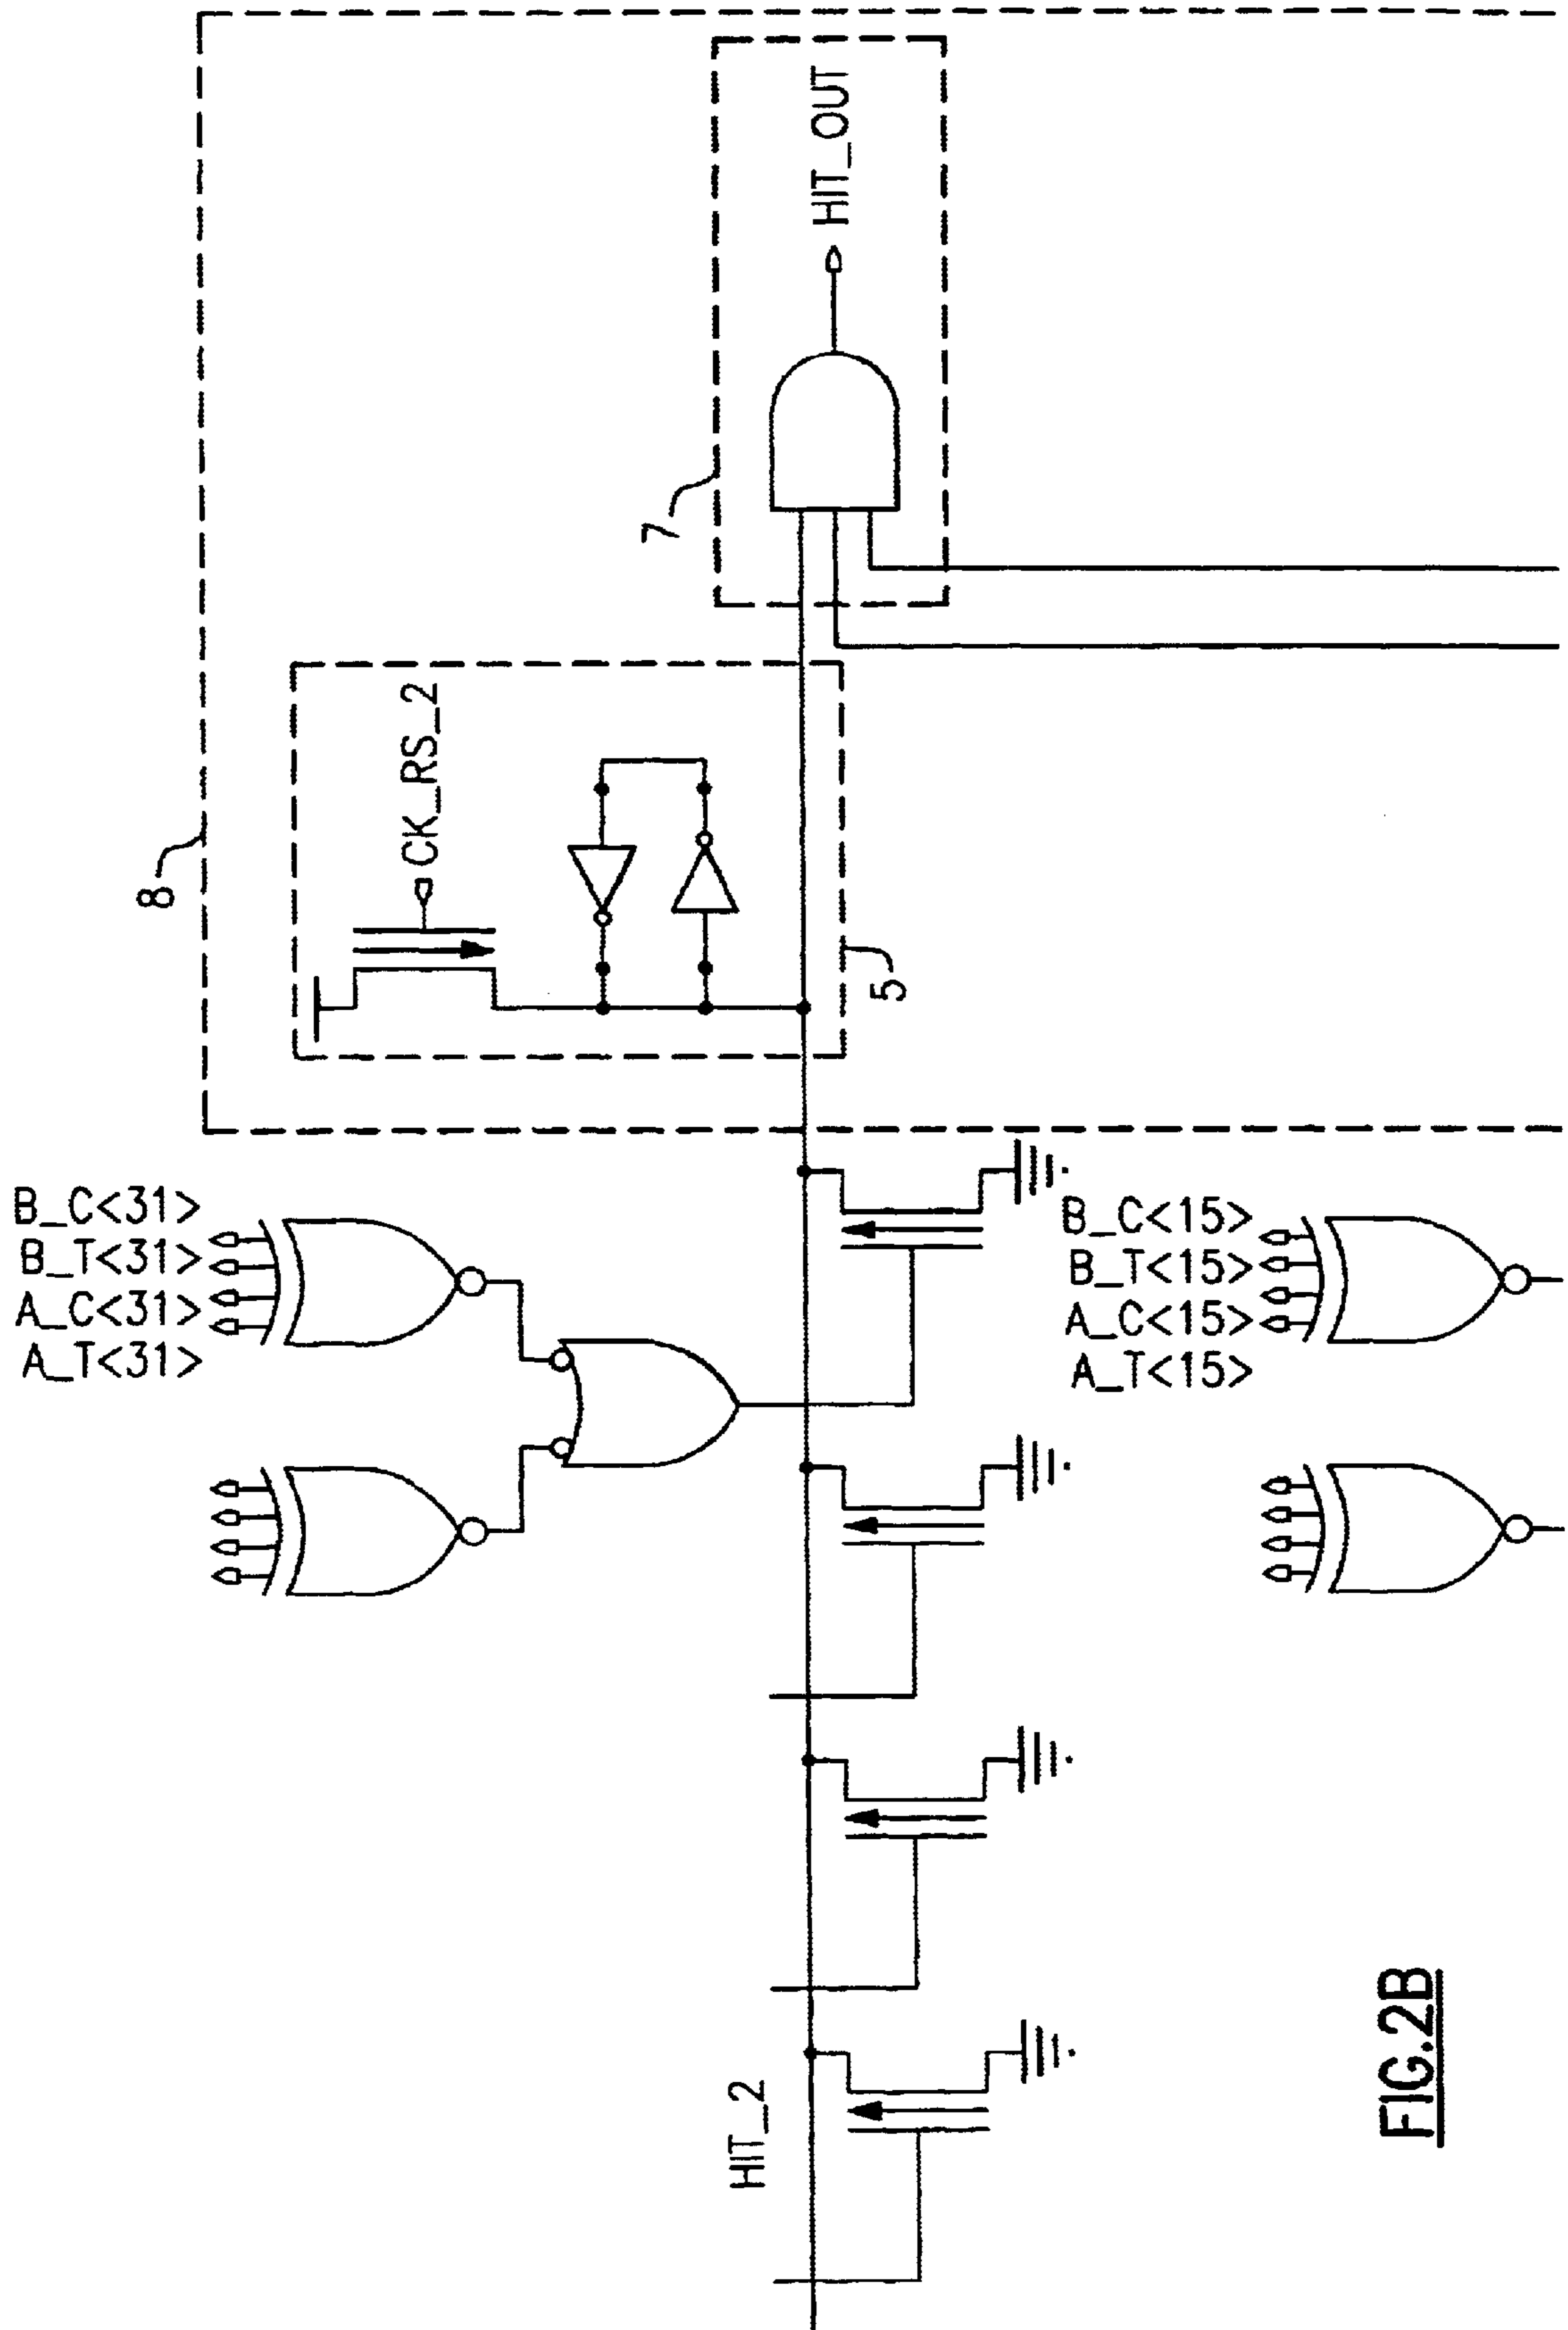 8
7
HIT_OUT
CK_RS_2
5
B_C<31>
B_T<31>
A_C<31>
A_T<31>
B_C<15>
B_T<15>
A_C<15>
A_T<15>
HIT_2
FIG.2B